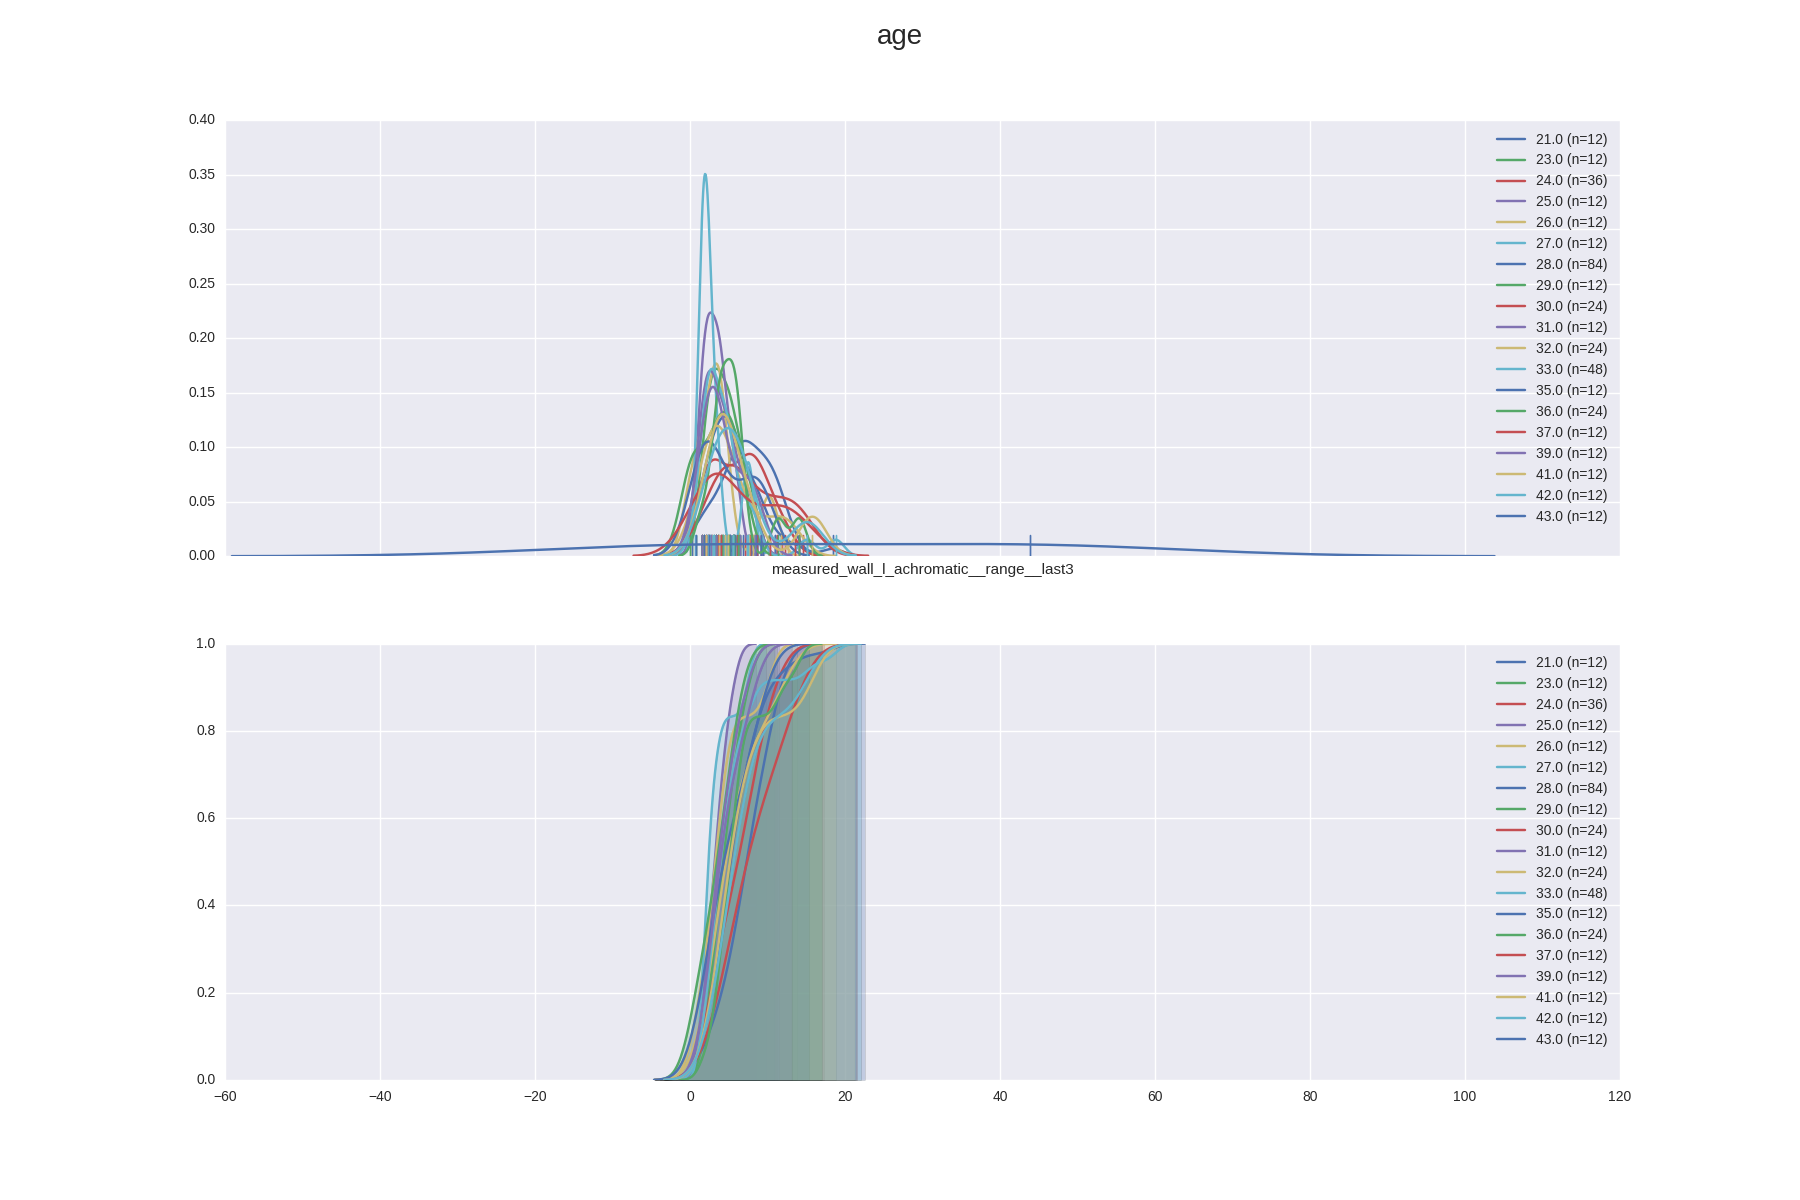 age
0.40
0.35
0.30
0.25
0.20
0.15
0.10
0.05
0.00
21.0 (n=12)
23.0 (n=12)
24.0 (n=36)
25.0 (n=12)
26.0 (n=12)
27.0 (n=12)
28.0 (n=84)
29.0 (n=12)
30.0 (n=24)
31.0 (n=12)
32.0 (n=24)
33.0 (n=48)
35.0 (n=12)
36.0 (n=24)
37.0 (n=12)
39.0 (n=12)
41.0 (n=12)
42.0 (n=12)
43.0 (n=12)
measured_wall_l_achromatic__range__last3
1.0
0.8
0.6
0.4
0.2
0.0
21.0 (n=12)
23.0 (n=12)
24.0 (n=36)
25.0 (n=12)
26.0 (n=12)
27.0 (n=12)
28.0 (n=84)
29.0 (n=12)
30.0 (n=24)
31.0 (n=12)
32.0 (n=24)
33.0 (n=48)
35.0 (n=12)
36.0 (n=24)
37.0 (n=12)
39.0 (n=12)
41.0 (n=12)
42.0 (n=12)
43.0 (n=12)
−60 −40 −20 0 20 40 60 80 100 120